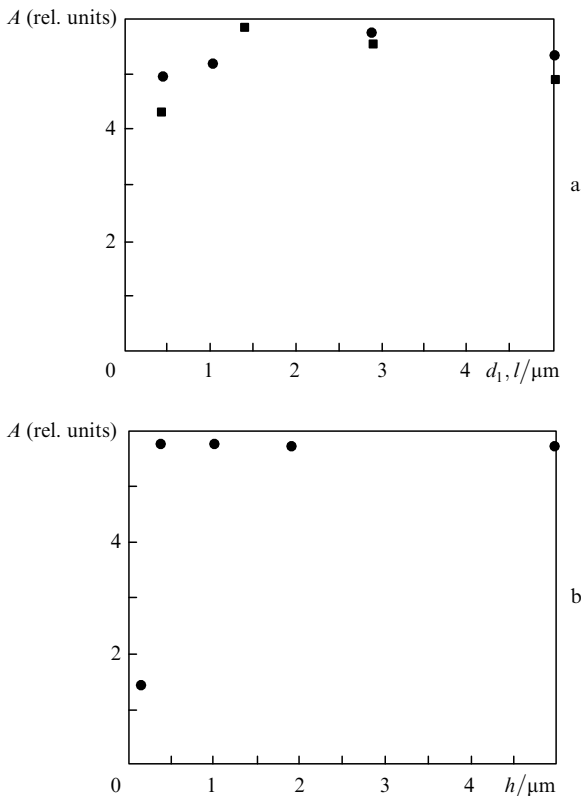 A (rel. units)
4
2
0 1 2 3 4 d₁, l/µm
a
A (rel. units)
4
2
0 1 2 3 4 h/µm
b